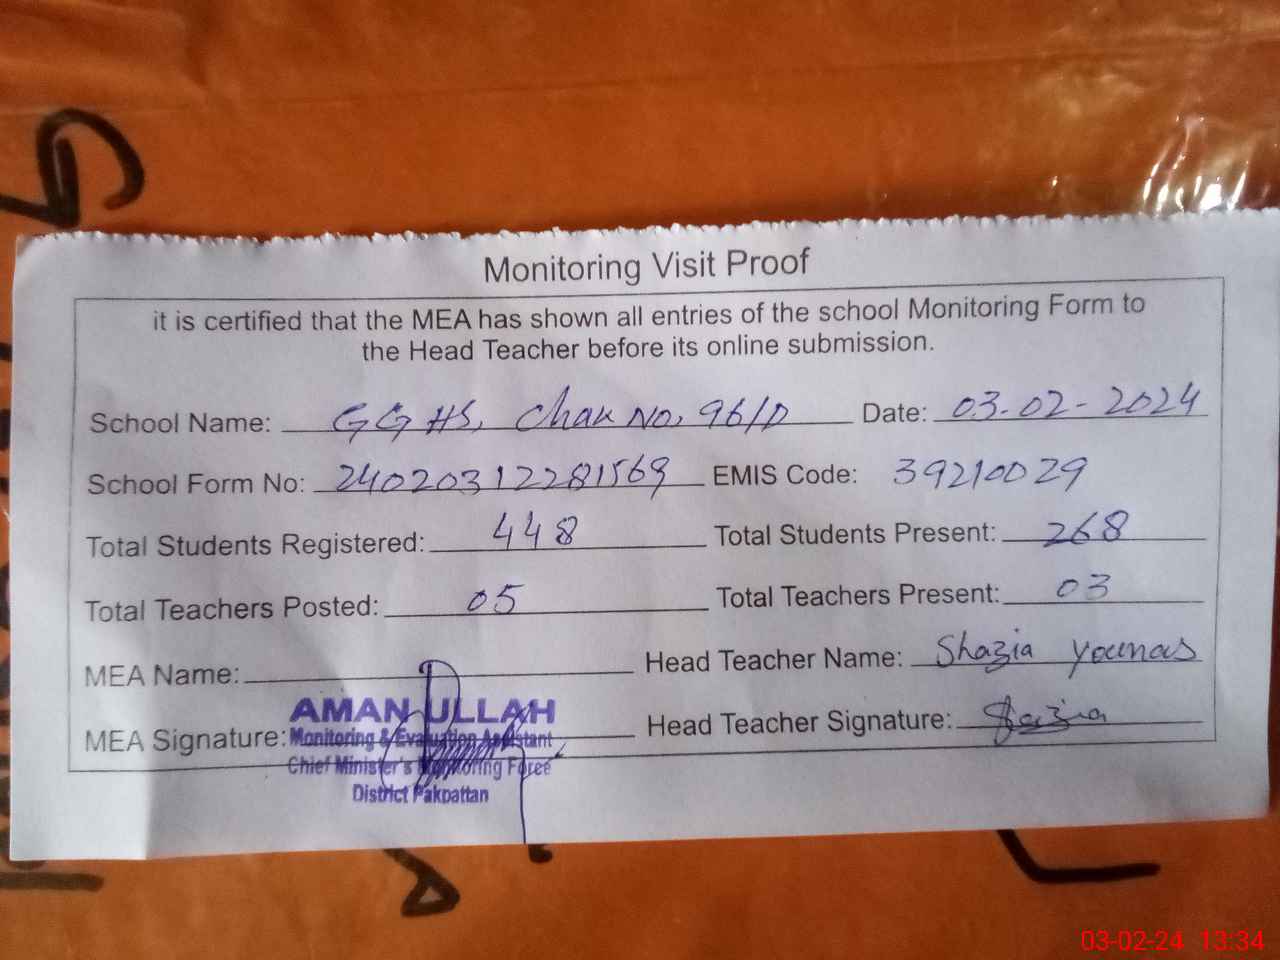 Monitoring Visit Proof
it is certified that the MEA has shown all entries of the school Monitoring Form to
the Head Teacher before its online submission.
School Name: GGHS, Chak No. 96/D Date: 03-02-2024
School Form No: 240203122281569 EMIS Code: 39210029
Total Students Registered: 448 Total Students Present: 268
Total Teachers Posted: 05 Total Teachers Present: 03
MEA Name: Head Teacher Name: Shazia Younas
AMAN ULLAH
MEA Signature: Head Teacher Signature: Shazia
Monitoring & Evaluation Assistant
Chief Minister's Monitoring Force
District Pakpattan
03-02-24 13:34